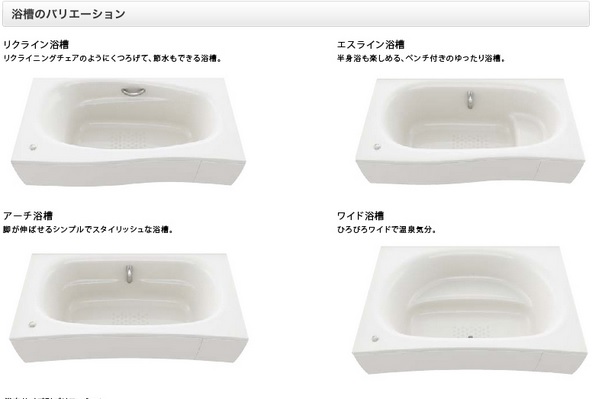 浴槽のバリエーション
リクライン浴槽
リクライニングチェアのようにくつろげて、節水もできる浴槽。
エスライン浴槽
半身浴も楽しめる、ベンチ付きのゆったり浴槽。
アーチ浴槽
脚が伸ばせるシンプルでスタイリッシュな浴槽。
ワイド浴槽
ひろびろワイドで温泉気分。